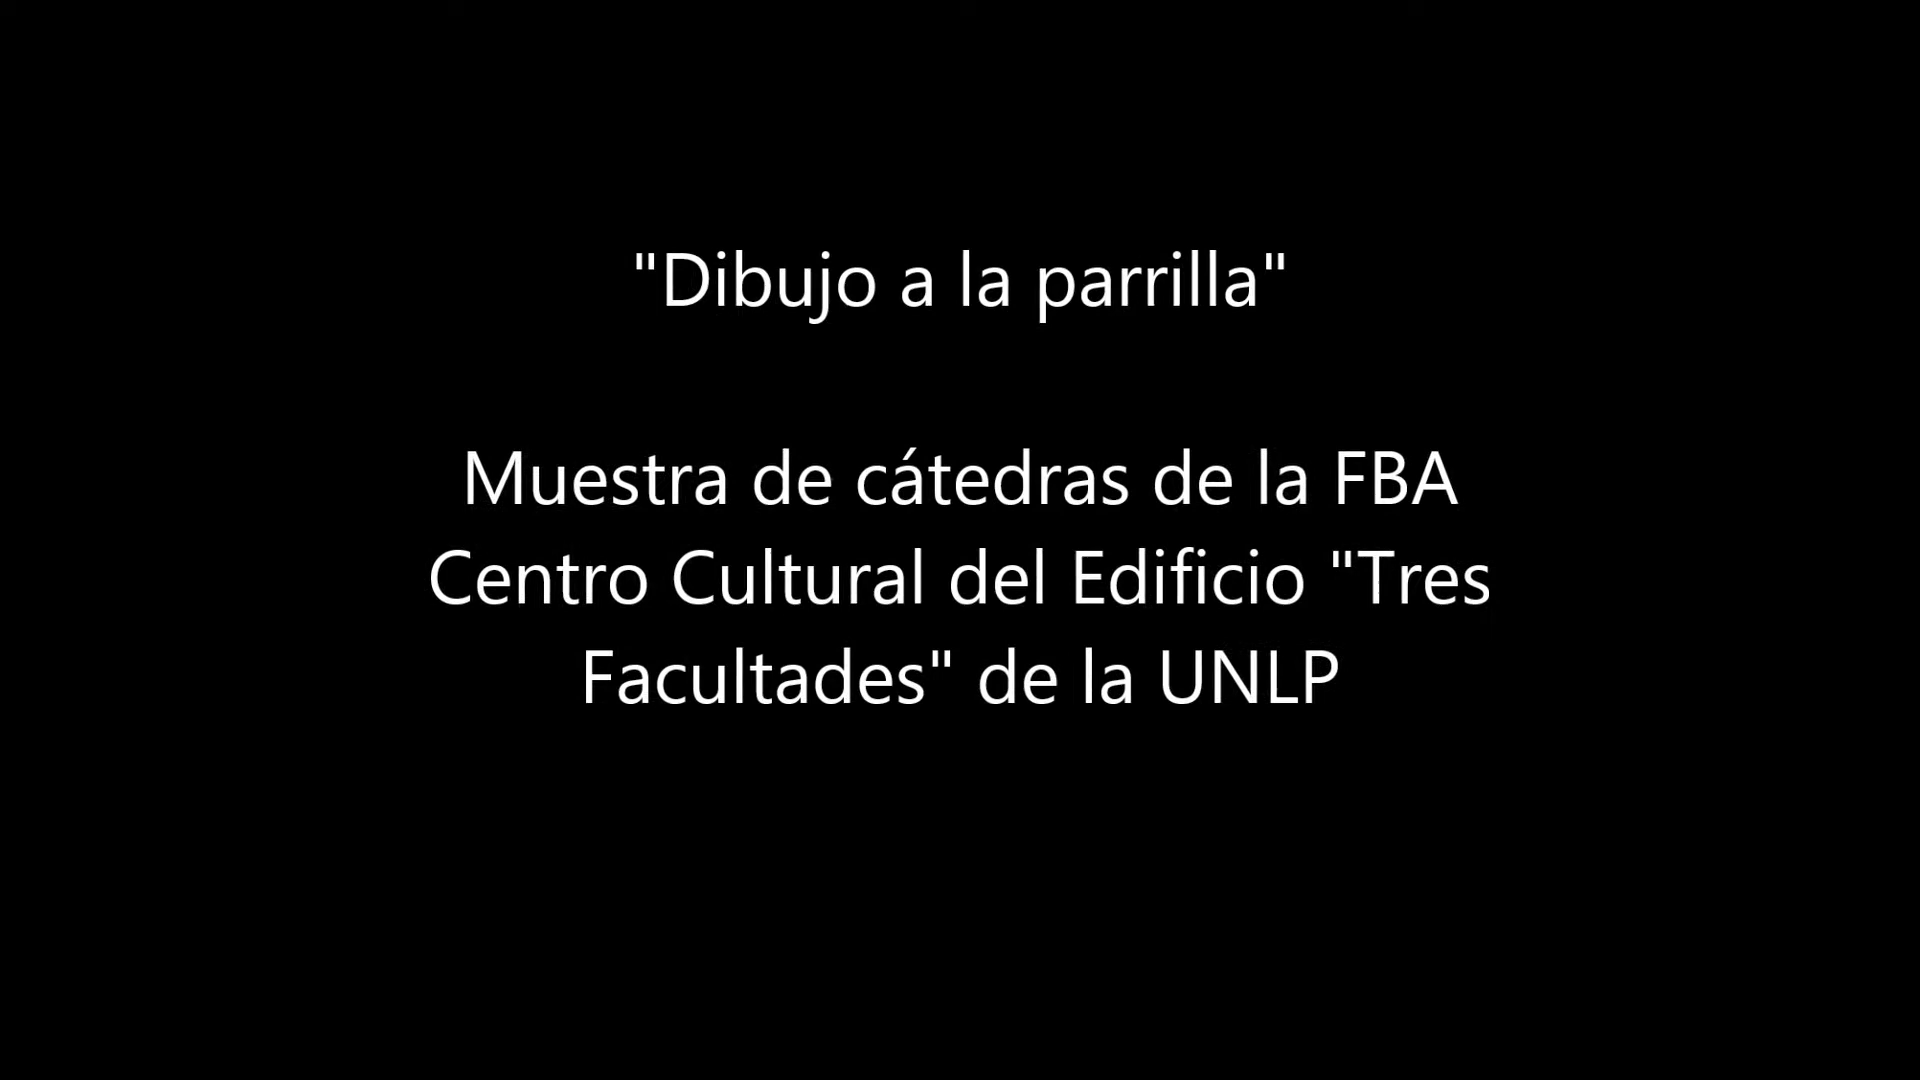 "Dibujo a la parrilla"
Muestra de cátedras de la FBA
Centro Cultural del Edificio "Tres
Facultades" de la UNLP